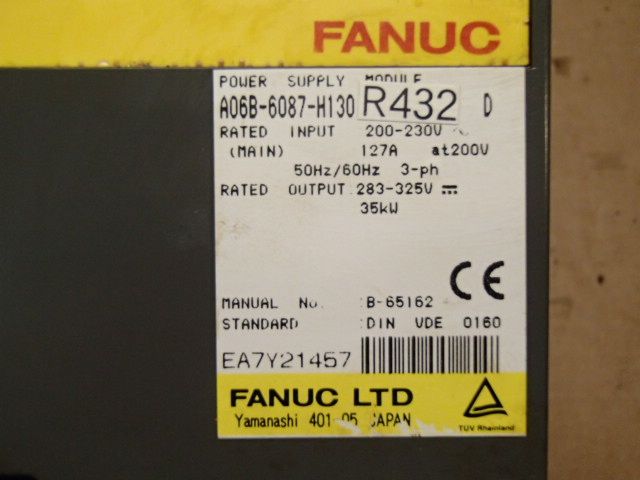 FANUC
POWER SUPPLY MODULE
A06B-6087-H130 R432 D
RATED INPUT 200-230V ~
(MAIN) 127A at200V
50Hz/60Hz 3-ph
RATED OUTPUT 283-325V ⎓
35kW
CE
MANUAL No. B-65162
STANDARD :DIN VDE 0160
EA7Y21457
FANUC LTD
Yamanashi 401-05 JAPAN
TUV Rheinland